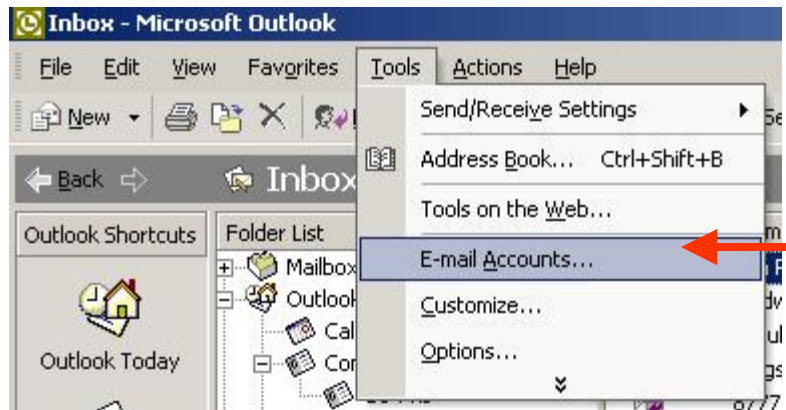 Inbox - Microsoft Outlook
File Edit View Favorites Tools Actions Help
New
Send/Receive Settings
Address Book... Ctrl+Shift+B
Back Inbox
Tools on the Web...
Outlook Shortcuts Folder List
E-mail Accounts...
Mailbox
Customize...
Outlook Today
Options...